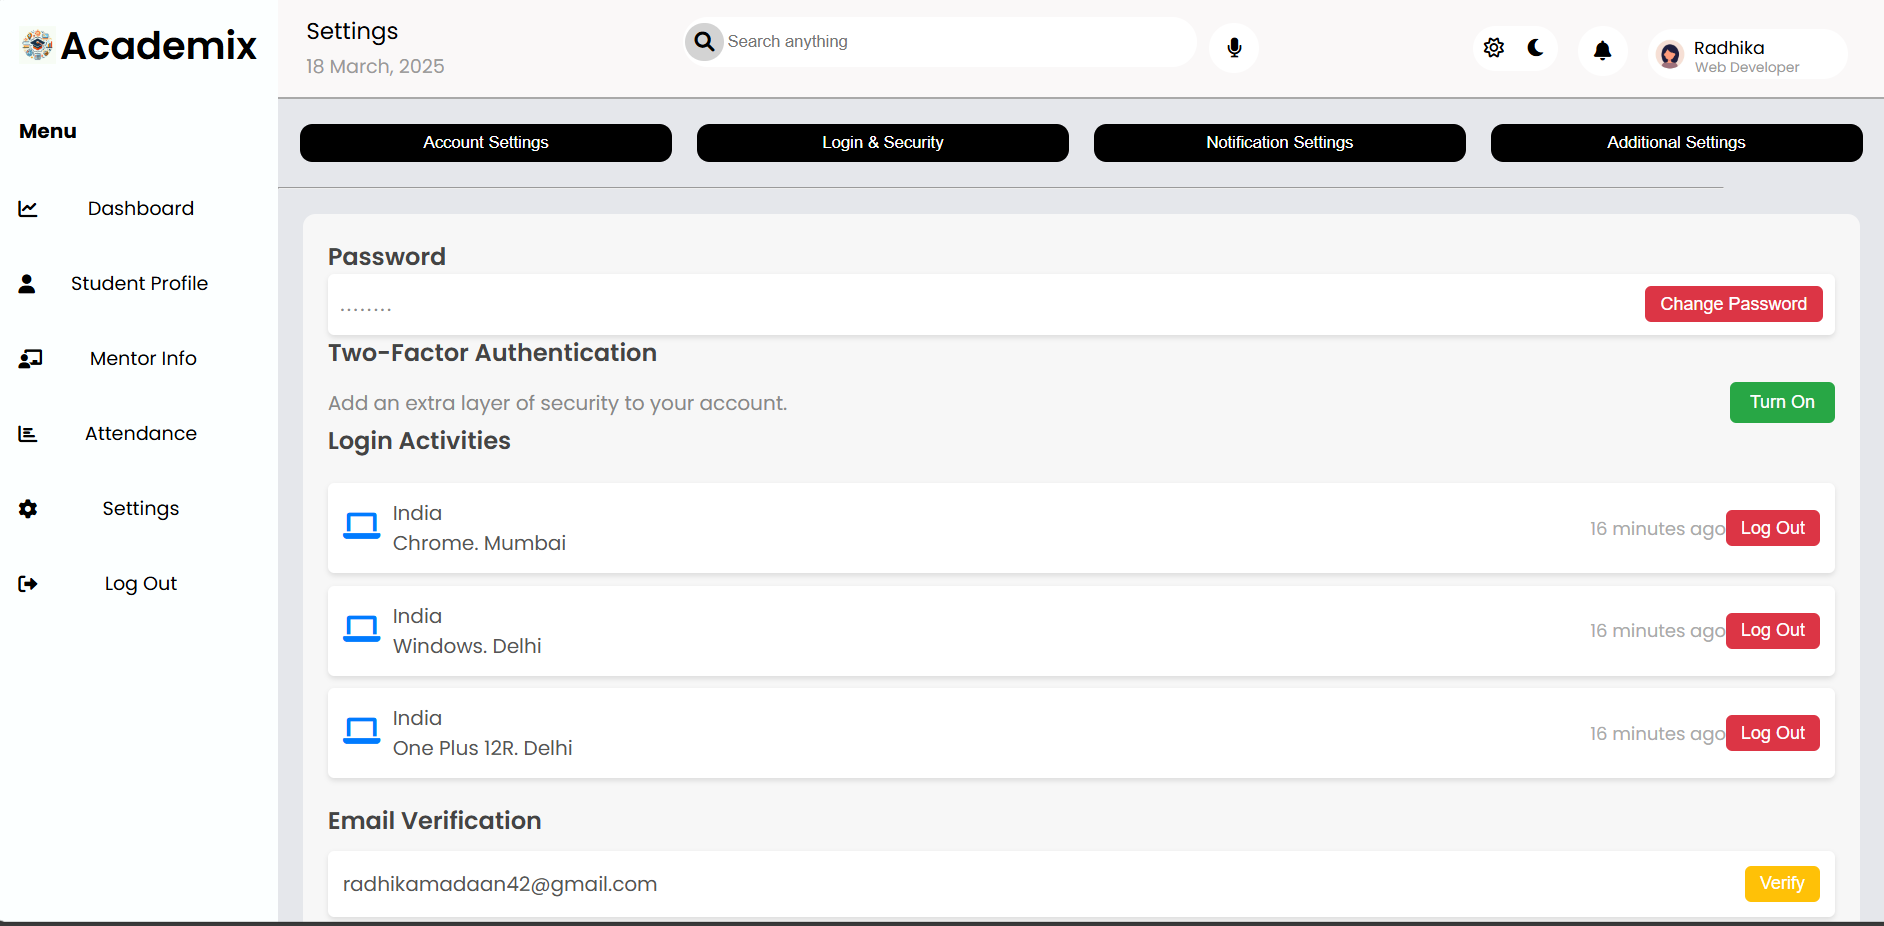 Academix
Menu
Dashboard
Student Profile
Mentor Info
Attendance
Settings
Log Out
Settings
18 March, 2025
Search anything
Radhika
Web Developer
Account Settings
Login & Security
Notification Settings
Additional Settings
Password
........
Change Password
Two-Factor Authentication
Add an extra layer of security to your account.
Turn On
Login Activities
India
Chrome. Mumbai
16 minutes ago
Log Out
India
Windows. Delhi
16 minutes ago
Log Out
India
One Plus 12R. Delhi
16 minutes ago
Log Out
Email Verification
radhikamadaan42@gmail.com
Verify